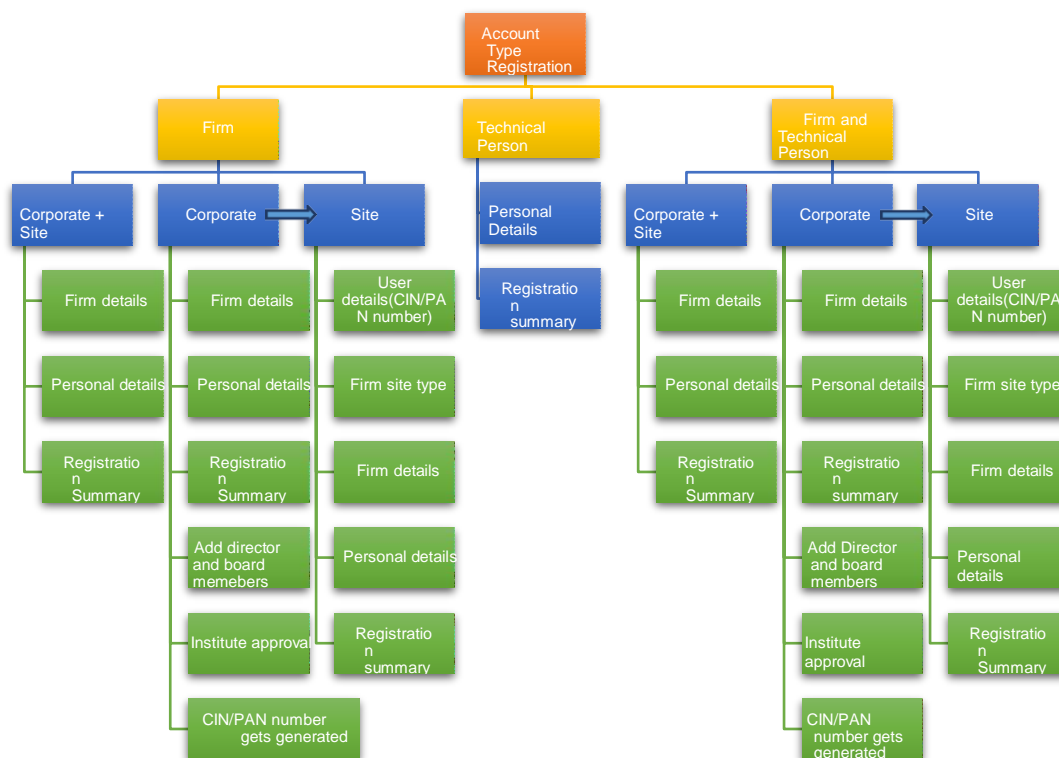 Account
Type
Registration
Firm
Technical
Person
Firm and
Technical
Person
Corporate +
Site
Corporate
Site
Personal
Details
Corporate +
Site
Corporate
Site
Firm details
Firm details
User
details(CIN/PA
N number)
Registratio
n
summary
Firm details
Firm details
User
details(CIN/PA
N number)
Personal details
Personal details
Firm site type
Personal details
Personal details
Firm site type
Registratio
n
Summary
Registratio
n
Summary
Firm details
Registratio
n
Summary
Registratio
n
summary
Firm details
Add director
and board
memebers
Personal details
Add Director
and board
members
Personal
details
Institute approval
Registratio
n
summary
Institute
approval
Registratio
n
Summary
CIN/PAN number
gets generated
CIN/PAN
number gets
generated